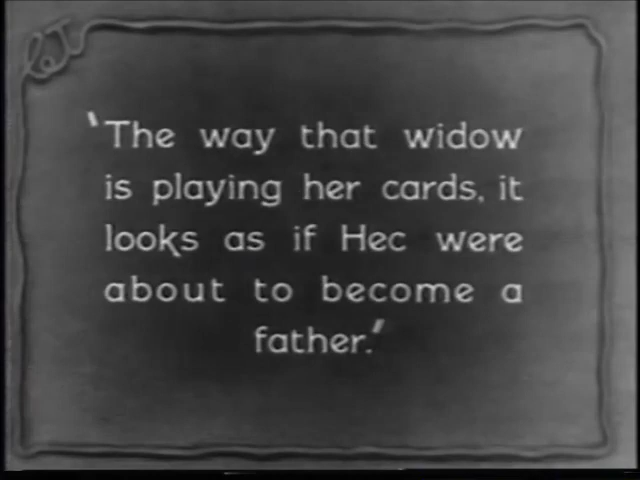 'The way that widow
is playing her cards, it
looks as if Hec were
about to become a
father.'